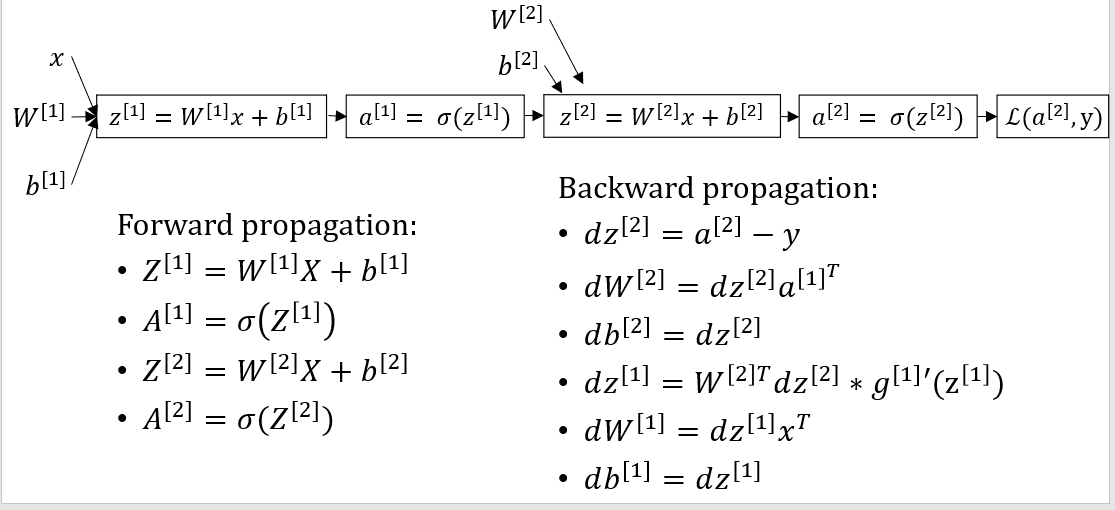 W^[2]
b^[2]
x
W^[1]
b^[1]
z^[1] = W^[1]x + b^[1]
a^[1] = σ(z^[1])
z^[2] = W^[2]x + b^[2]
a^[2] = σ(z^[2])
ℒ(a^[2], y)
Forward propagation:
• Z^[1] = W^[1]X + b^[1]
• A^[1] = σ(Z^[1])
• Z^[2] = W^[2]X + b^[2]
• A^[2] = σ(Z^[2])
Backward propagation:
• dz^[2] = a^[2] − y
• dW^[2] = dz^[2]a^[1]^T
• db^[2] = dz^[2]
• dz^[1] = W^[2]T dz^[2] ∗ g^[1]′(z^[1])
• dW^[1] = dz^[1]x^T
• db^[1] = dz^[1]